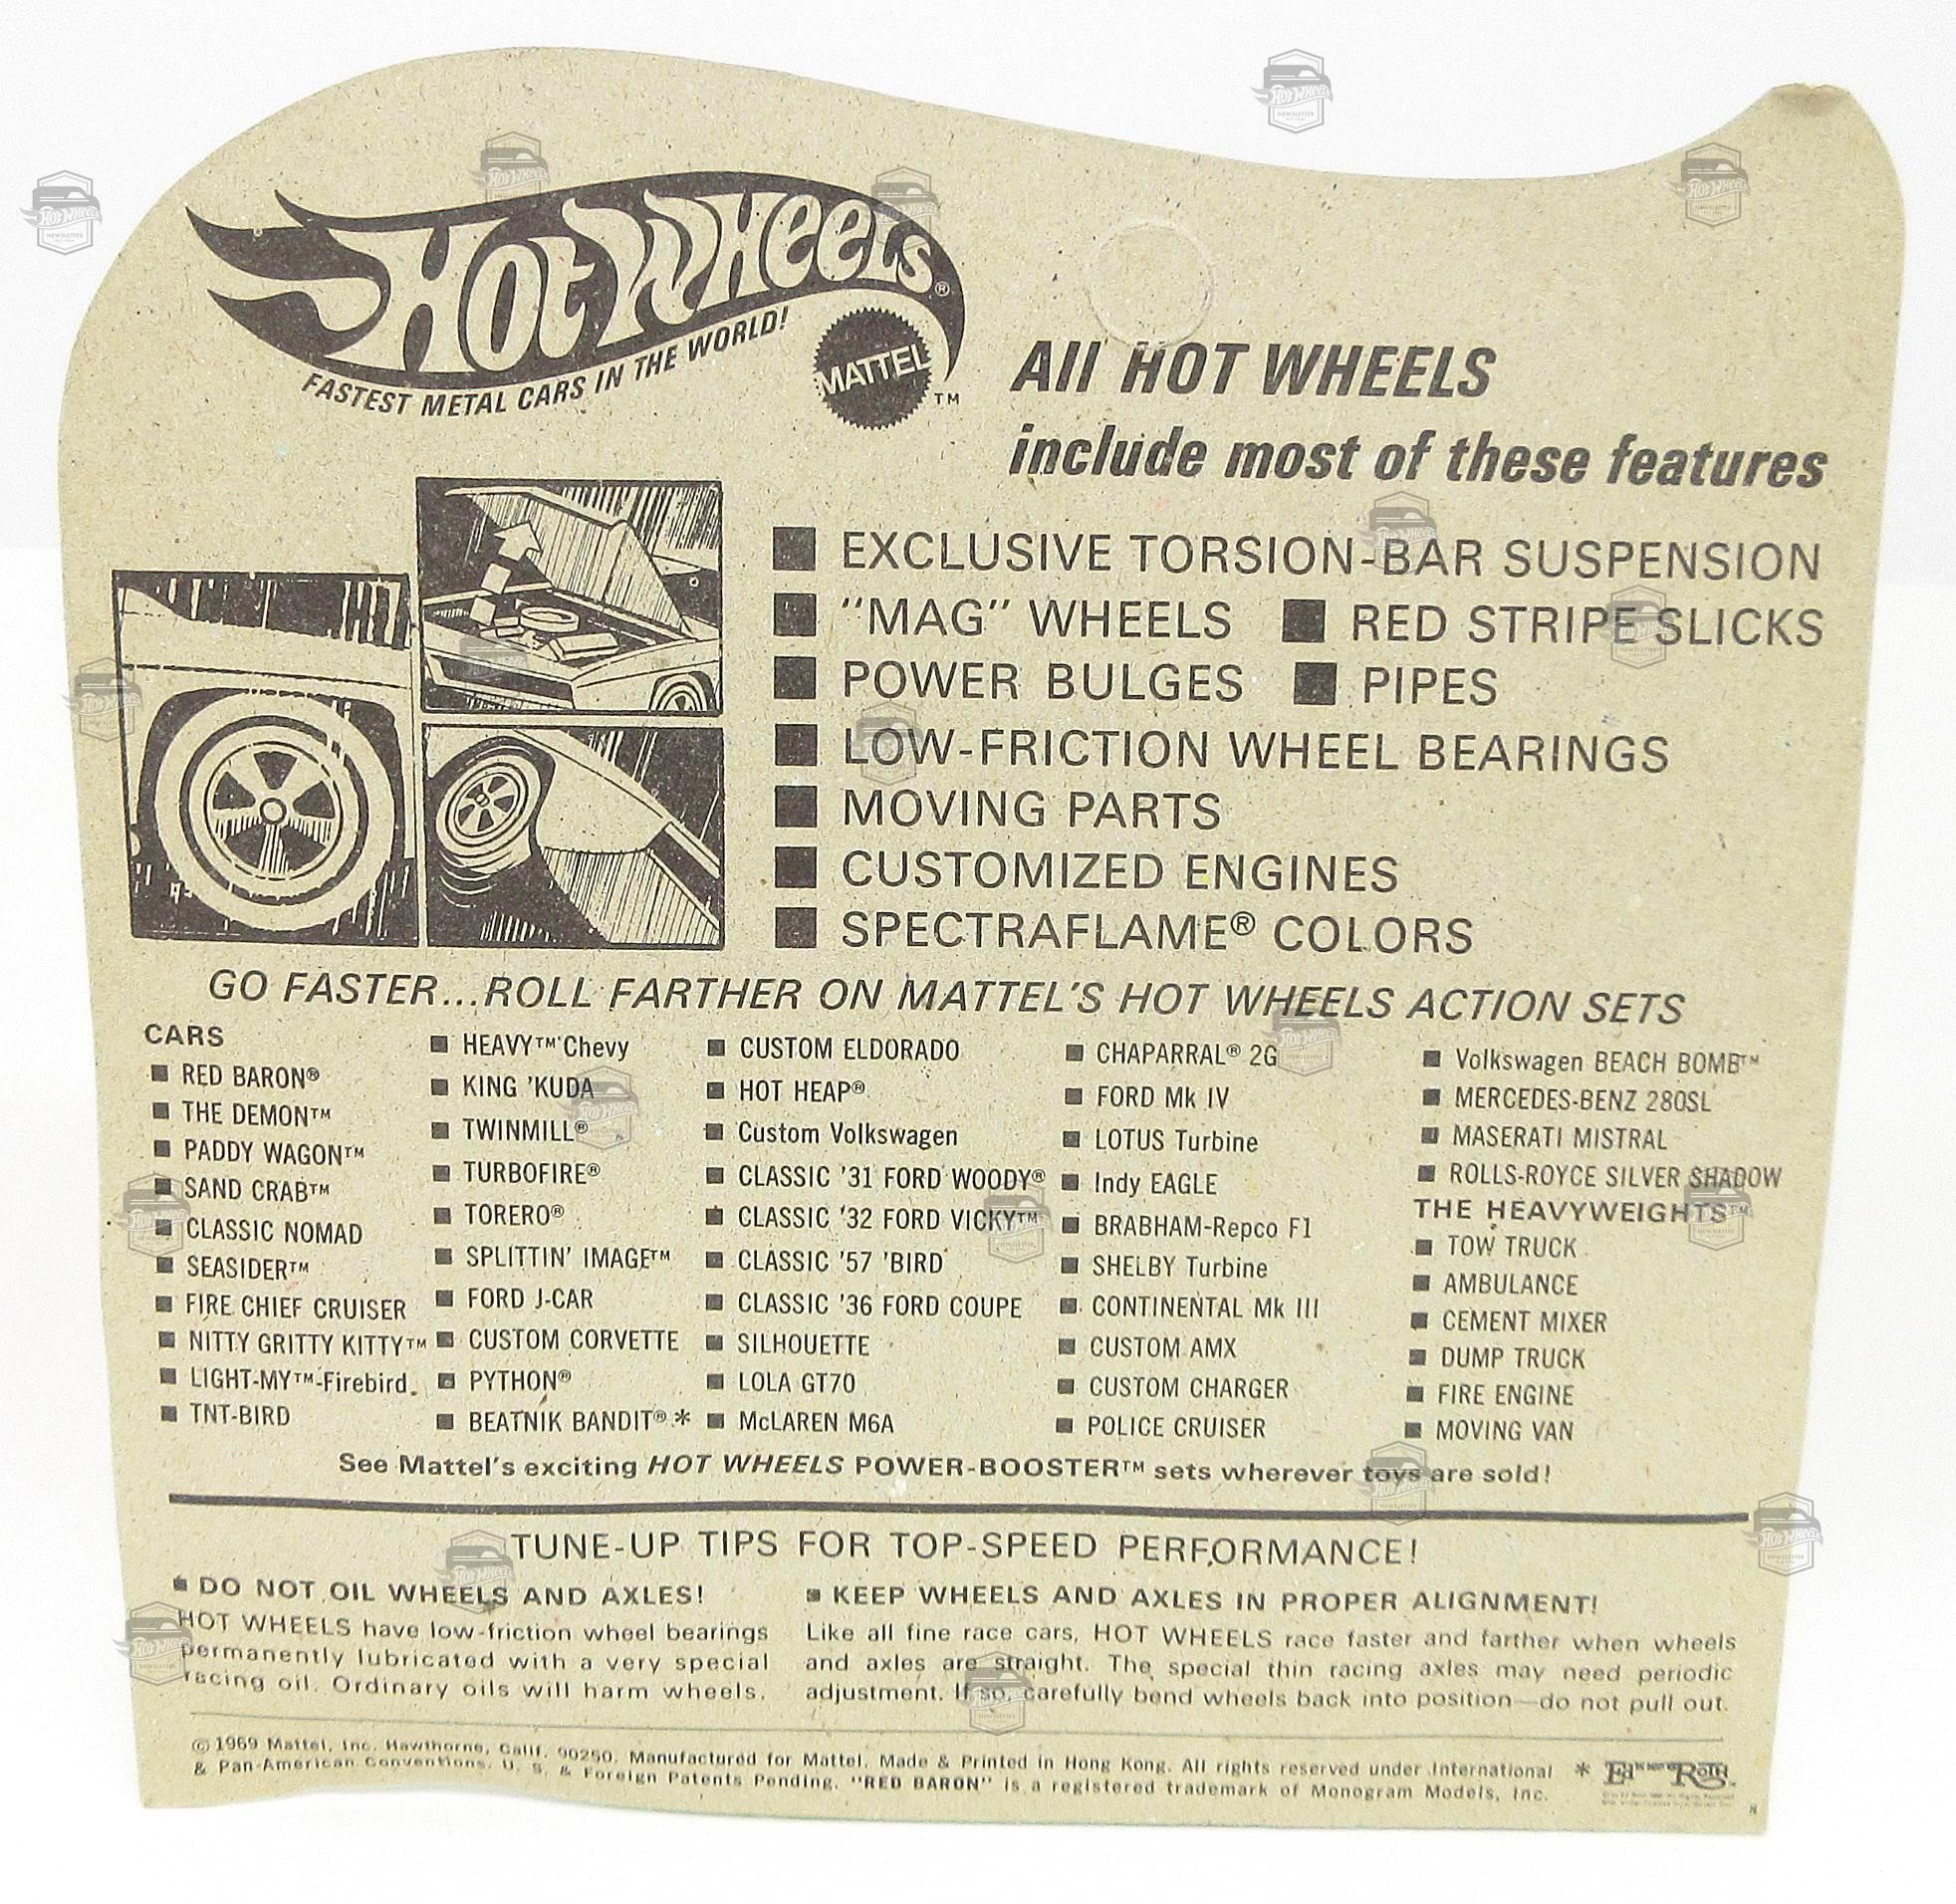 HOT WHEELS®
FASTEST METAL CARS IN THE WORLD!
MATTEL™
All HOT WHEELS
include most of these features
■ EXCLUSIVE TORSION-BAR SUSPENSION
■ "MAG" WHEELS ■ RED STRIPE SLICKS
■ POWER BULGES ■ PIPES
■ LOW-FRICTION WHEEL BEARINGS
■ MOVING PARTS
■ CUSTOMIZED ENGINES
■ SPECTRAFLAME® COLORS
GO FASTER...ROLL FARTHER ON MATTEL'S HOT WHEELS ACTION SETS
CARS
■ RED BARON®
■ THE DEMON™
■ PADDY WAGON™
■ SAND CRAB™
■ CLASSIC NOMAD
■ SEASIDER™
■ FIRE CHIEF CRUISER
■ NITTY GRITTY KITTY™
■ LIGHT-MY™-Firebird
■ TNT-BIRD
■ HEAVY™ Chevy
■ KING 'KUDA
■ TWINMILL®
■ TURBOFIRE®
■ TORERO®
■ SPLITTIN' IMAGE™
■ FORD J-CAR
■ CUSTOM CORVETTE
■ PYTHON®
■ BEATNIK BANDIT® *
■ CUSTOM ELDORADO
■ HOT HEAP®
■ Custom Volkswagen
■ CLASSIC '31 FORD WOODY®
■ CLASSIC '32 FORD VICKY™
■ CLASSIC '57 'BIRD
■ CLASSIC '36 FORD COUPE
■ SILHOUETTE
■ LOLA GT70
■ McLAREN M6A
■ CHAPARRAL® 2G
■ FORD Mk IV
■ LOTUS Turbine
■ Indy EAGLE
■ BRABHAM-Repco F1
■ SHELBY Turbine
■ CONTINENTAL Mk III
■ CUSTOM AMX
■ CUSTOM CHARGER
■ POLICE CRUISER
■ Volkswagen BEACH BOMB™
■ MERCEDES-BENZ 280SL
■ MASERATI MISTRAL
■ ROLLS-ROYCE SILVER SHADOW
THE HEAVYWEIGHTS™
■ TOW TRUCK
■ AMBULANCE
■ CEMENT MIXER
■ DUMP TRUCK
■ FIRE ENGINE
■ MOVING VAN
See Mattel's exciting HOT WHEELS POWER-BOOSTER™ sets wherever toys are sold!
TUNE-UP TIPS FOR TOP-SPEED PERFORMANCE!
■ DO NOT OIL WHEELS AND AXLES!
HOT WHEELS have low-friction wheel bearings
permanently lubricated with a very special
racing oil. Ordinary oils will harm wheels.
■ KEEP WHEELS AND AXLES IN PROPER ALIGNMENT!
Like all fine race cars, HOT WHEELS race faster and farther when wheels
and axles are straight. The special thin racing axles may need periodic
adjustment. If so, carefully bend wheels back into position—do not pull out.
©1969 Mattel, Inc. Hawthorne, Calif. 90250. Manufactured for Mattel. Made & Printed in Hong Kong. All rights reserved under International
& Pan-American Conventions. U. S. & Foreign Patents Pending. "RED BARON" is a registered trademark of Monogram Models, Inc.
* Ed Roth